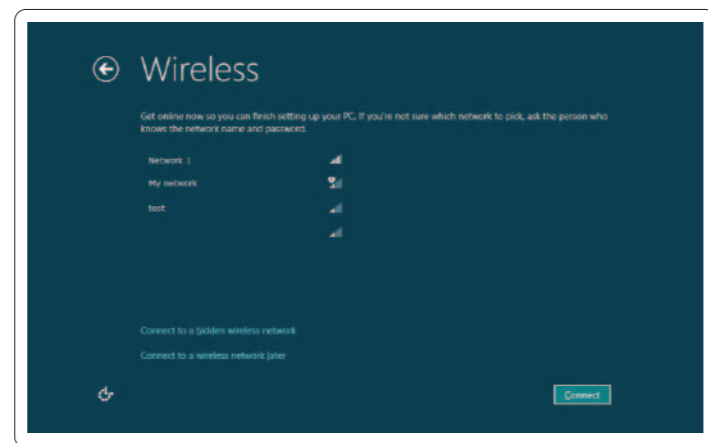 Wireless
Get online now so you can finish setting up your PC. If you're not sure which network to pick, ask the person who
knows the network name and password.
Network 1
My network
test
Connect to a hidden wireless network
Connect to a wireless network later
Connect